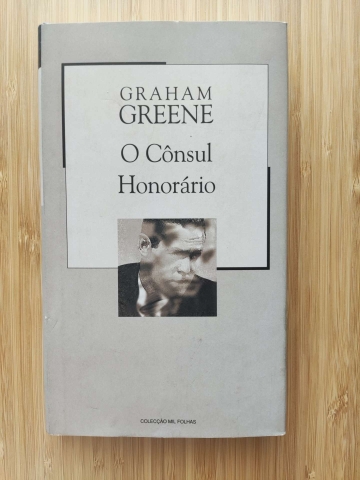 GRAHAM
GREENE
O Cônsul
Honorário
COLECÇÃO MIL FOLHAS